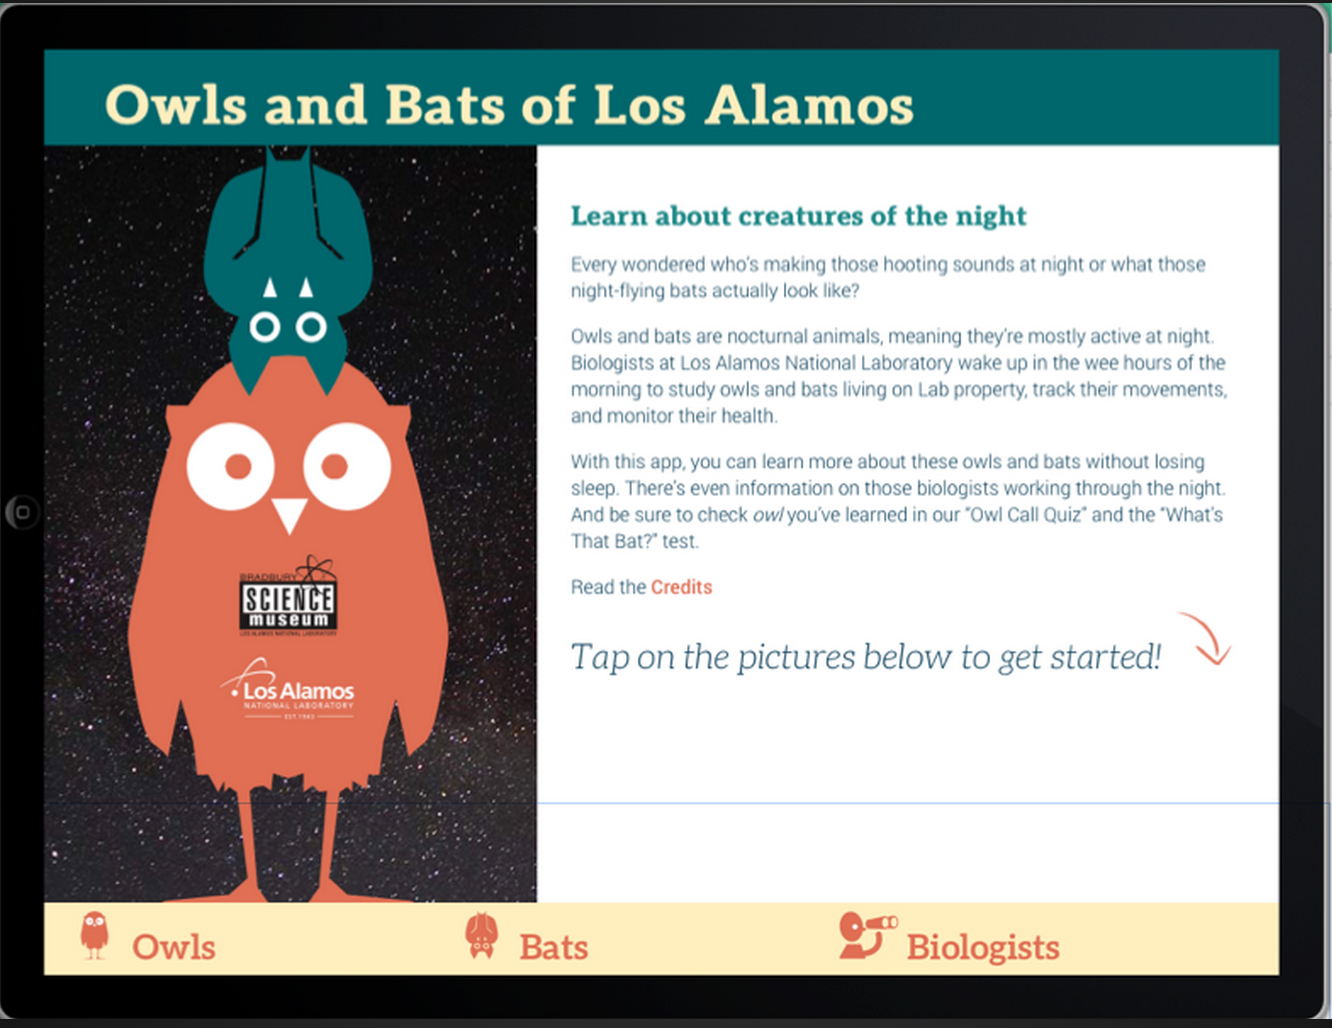 Owls and Bats of Los Alamos
Learn about creatures of the night
Every wondered who's making those hooting sounds at night or what those
night-flying bats actually look like?
Owls and bats are nocturnal animals, meaning they're mostly active at night.
Biologists at Los Alamos National Laboratory wake up in the wee hours of the
morning to study owls and bats living on Lab property, track their movements,
and monitor their health.
With this app, you can learn more about these owls and bats without losing
sleep. There's even information on those biologists working through the night.
And be sure to check owl you've learned in our "Owl Call Quiz" and the "What's
That Bat?" test.
Read the Credits
Tap on the pictures below to get started!
BRADBURY
SCIENCE
museum
LOS ALAMOS NATIONAL LABORATORY
Los Alamos
NATIONAL LABORATORY
EST. 1943
Owls
Bats
Biologists